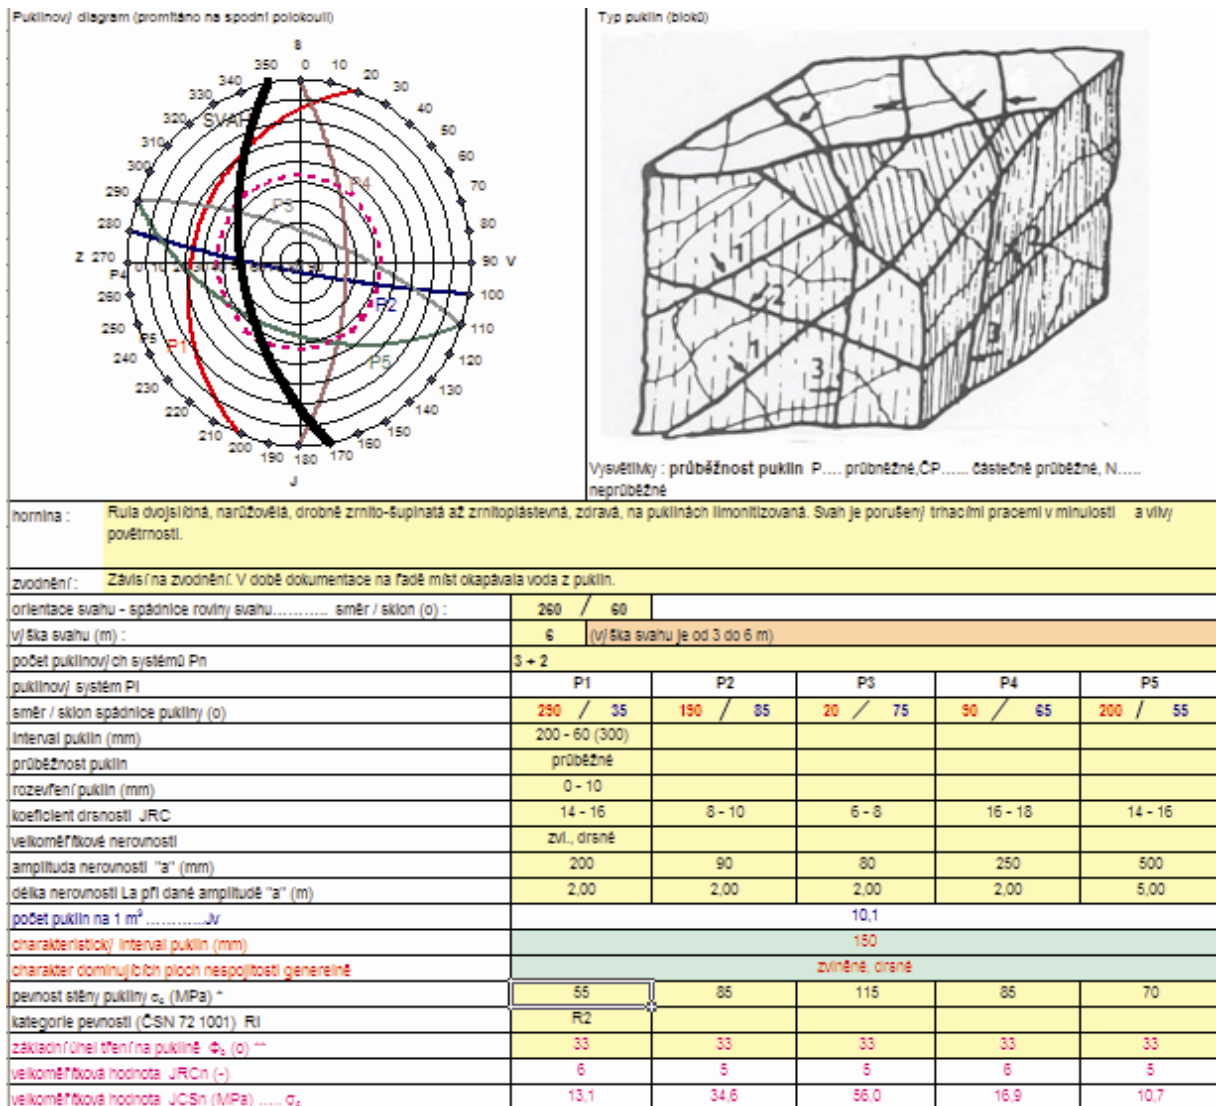 Puklinový diagram (promítáno na spodní polokouli)
Typ puklin (bloků)
S
350 0 10 20 30 40 50 60 70 80 90 V
100 110 120 130 140 150 160 170 180 190 200 210 220 230 240 250 260
Z 270 280 290 300 310 320 330 340
J
SVAH
P4
P3
P2
P5
P1
P4
P5
1 2 1 3 2 3
Vysvětlivky : průběžnost puklin P.... průbněžné,ČP...... částečně průběžné, N.....
neprůběžné
hornina : Rula dvojslídná, narůžovělá, drobně zrnito-šupinatá až zrnitoplástevná, zdravá, na puklinách limonitizovaná. Svah je porušený trhacími pracemi v minulosti a vlivy
povětrnosti.
zvodnění : Závisí na zvodnění. V době dokumentace na řadě míst okapávala voda z puklin.
orientace svahu - spádnice roviny svahu........... směr / sklon (o) : 260 / 60
výška svahu (m) : 6 (výška svahu je od 3 do 6 m)
počet puklinových systémů Pn 3 + 2
puklinový systém Pi P1 P2 P3 P4 P5
směr / sklon spádnice pukliny (o) 290 / 35 190 / 85 20 / 75 90 / 65 200 / 55
interval puklin (mm) 200 - 60 (300)
průběžnost puklin průběžné
rozevření puklin (mm) 0 - 10
koeficient drsnosti JRC 14 - 16 8 - 10 6 - 8 16 - 18 14 - 16
velkoměřítkové nerovnosti zvl., drsné
amplituda nerovnosti "a" (mm) 200 90 80 250 500
délka nerovnosti La při dané amplitudě "a" (m) 2,00 2,00 2,00 2,00 5,00
počet puklin na 1 m³ ............Jv 10,1
charakteristický interval puklin (mm) 150
charakter dominujících ploch nespojitosti generelně zvlněné, drsné
pevnost stěny pukliny σc (MPa) * 55 85 115 85 70
kategorie pevnosti (ČSN 72 1001) Ri R2
základní úhel tření na puklině Φb (o) ** 33 33 33 33 33
velkoměřítková hodnota JRCn (-) 6 5 5 6 5
velkoměřítková hodnota JCSn (MPa) ..... σc 13,1 34,6 56,0 16,9 10,7